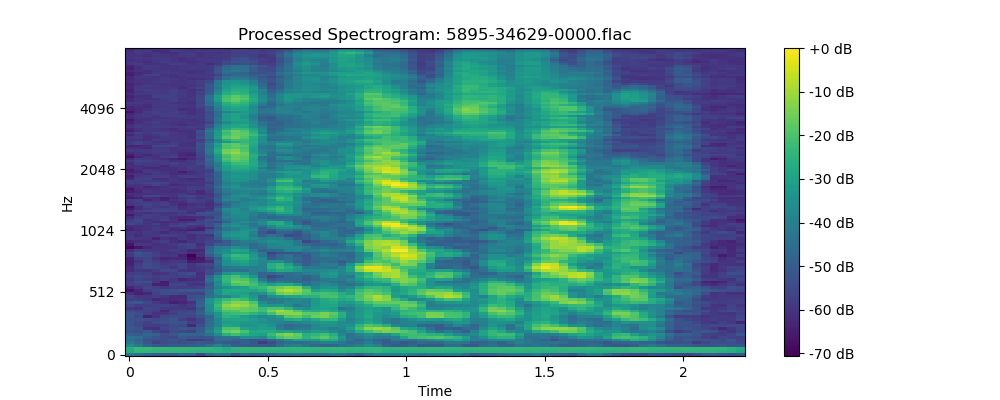 Processed Spectrogram: 5895-34629-0000.flac
Hz
4096
2048
1024
512
0
0
0.5
1
1.5
2
Time
+0 dB
-10 dB
-20 dB
-30 dB
-40 dB
-50 dB
-60 dB
-70 dB